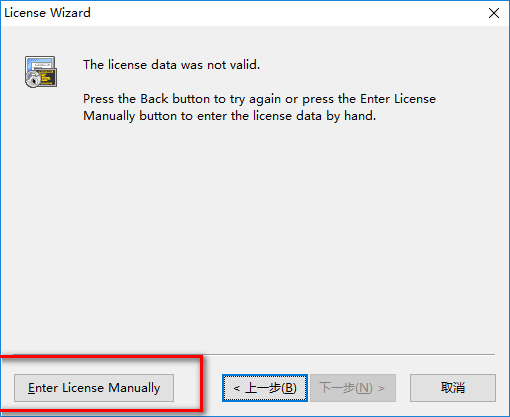 License Wizard
The license data was not valid.
Press the Back button to try again or press the Enter License
Manually button to enter the license data by hand.
Enter License Manually
< 上一步(B)
下一步(N) >
取消